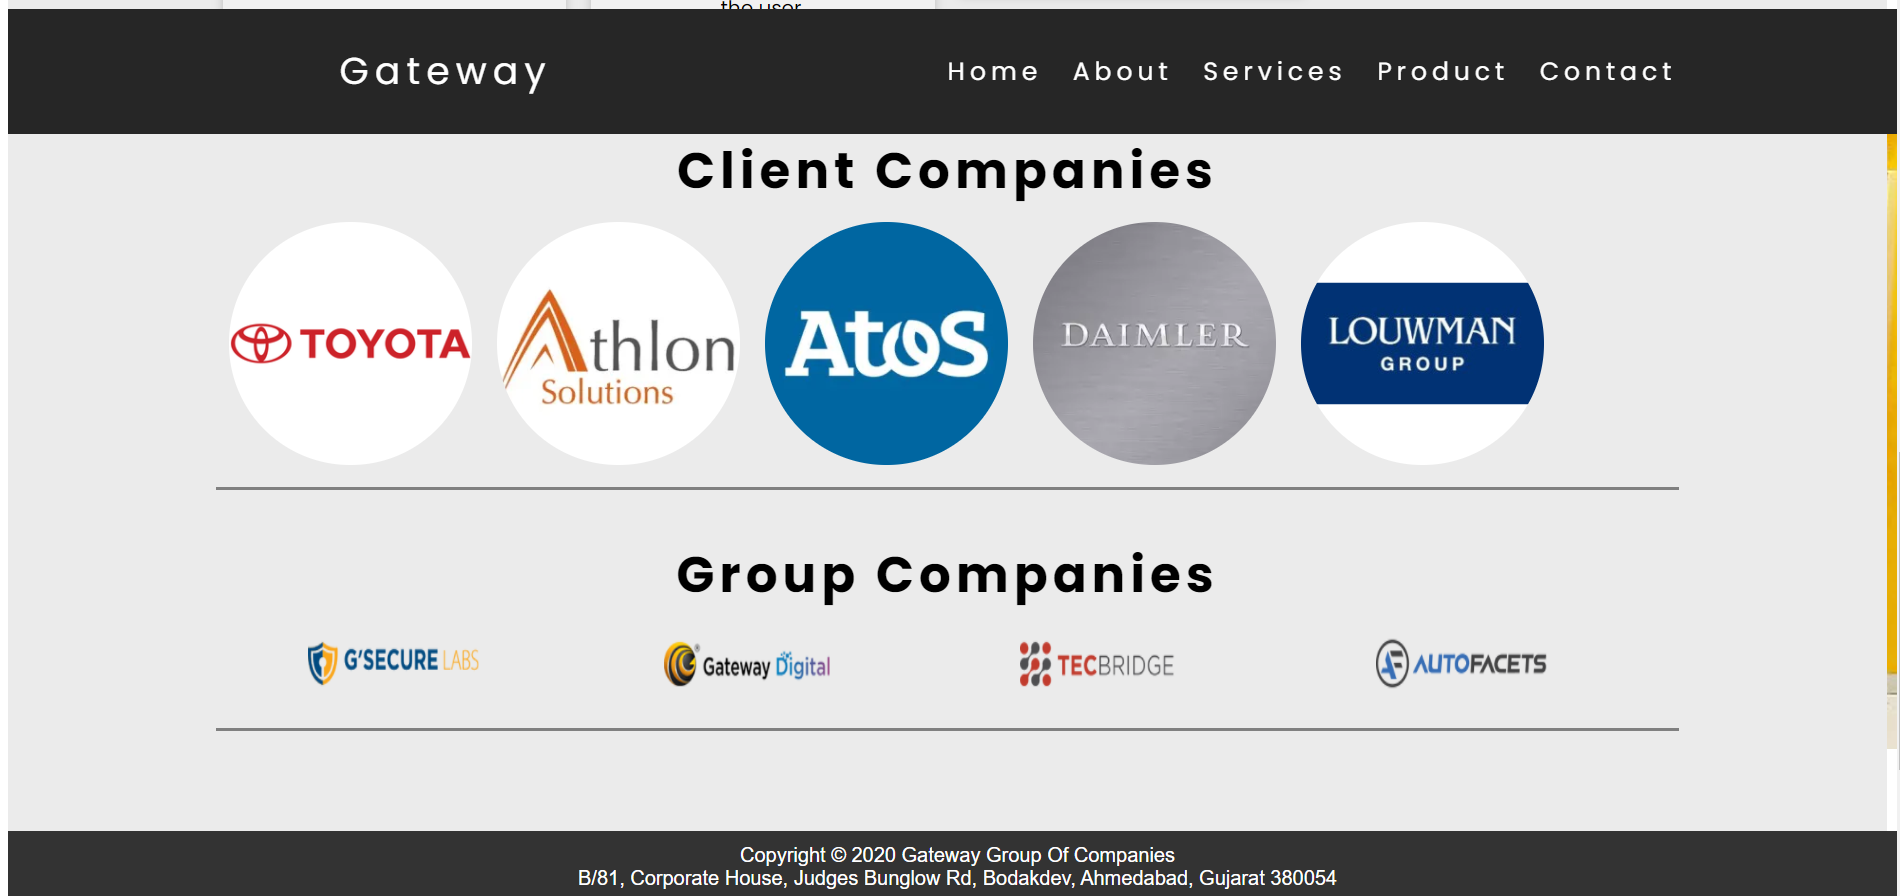 the user
Gateway Home About Services Product Contact
Client Companies
TOYOTA
Athlon
Solutions
Atos
DAIMLER
LOUWMAN
GROUP
Group Companies
G'SECURE LABS
Gateway Digital
TECBRIDGE
AUTOFACETS
Copyright © 2020 Gateway Group Of Companies
B/81, Corporate House, Judges Bunglow Rd, Bodakdev, Ahmedabad, Gujarat 380054